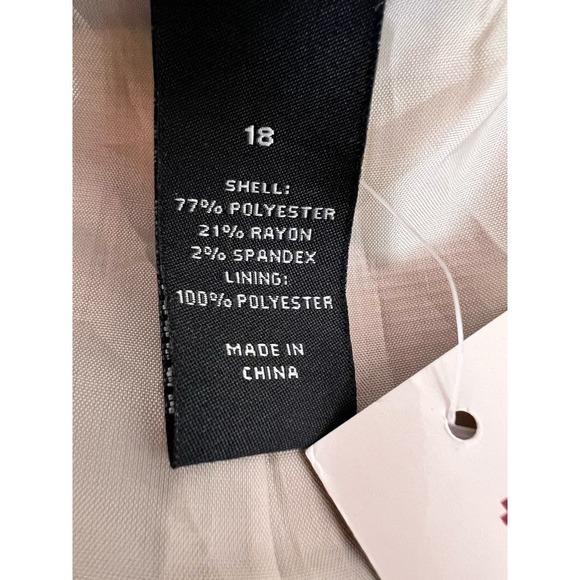 18
SHELL:
77% POLYESTER
21% RAYON
2% SPANDEX
LINING:
100% POLYESTER
MADE IN
CHINA